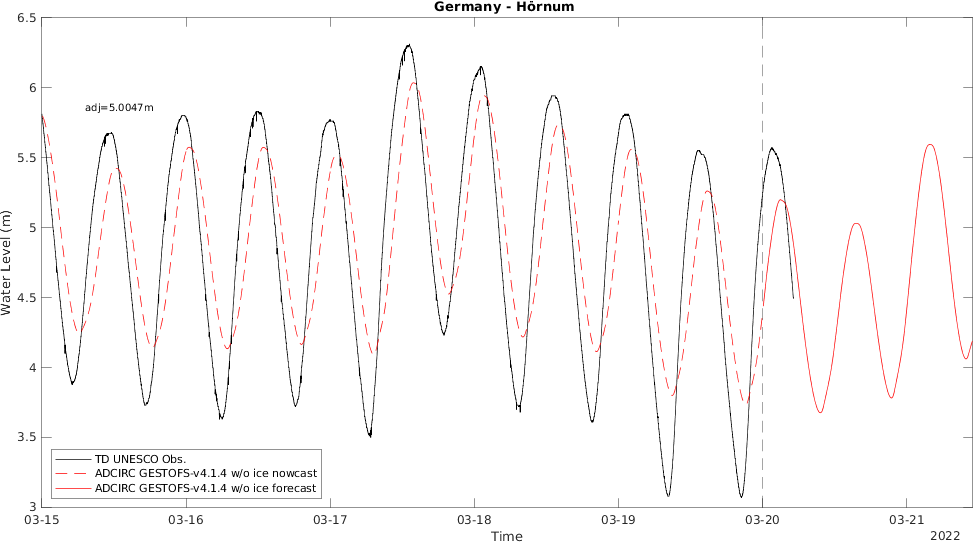 Germany - Hörnum
6.5
6
5.5
5
4.5
4
3.5
3
Water Level (m)
adj=5.0047m
TD UNESCO Obs.
ADCIRC GESTOFS-v4.1.4 w/o ice nowcast
ADCIRC GESTOFS-v4.1.4 w/o ice forecast
03-15 03-16 03-17 03-18 03-19 03-20 03-21
Time
2022